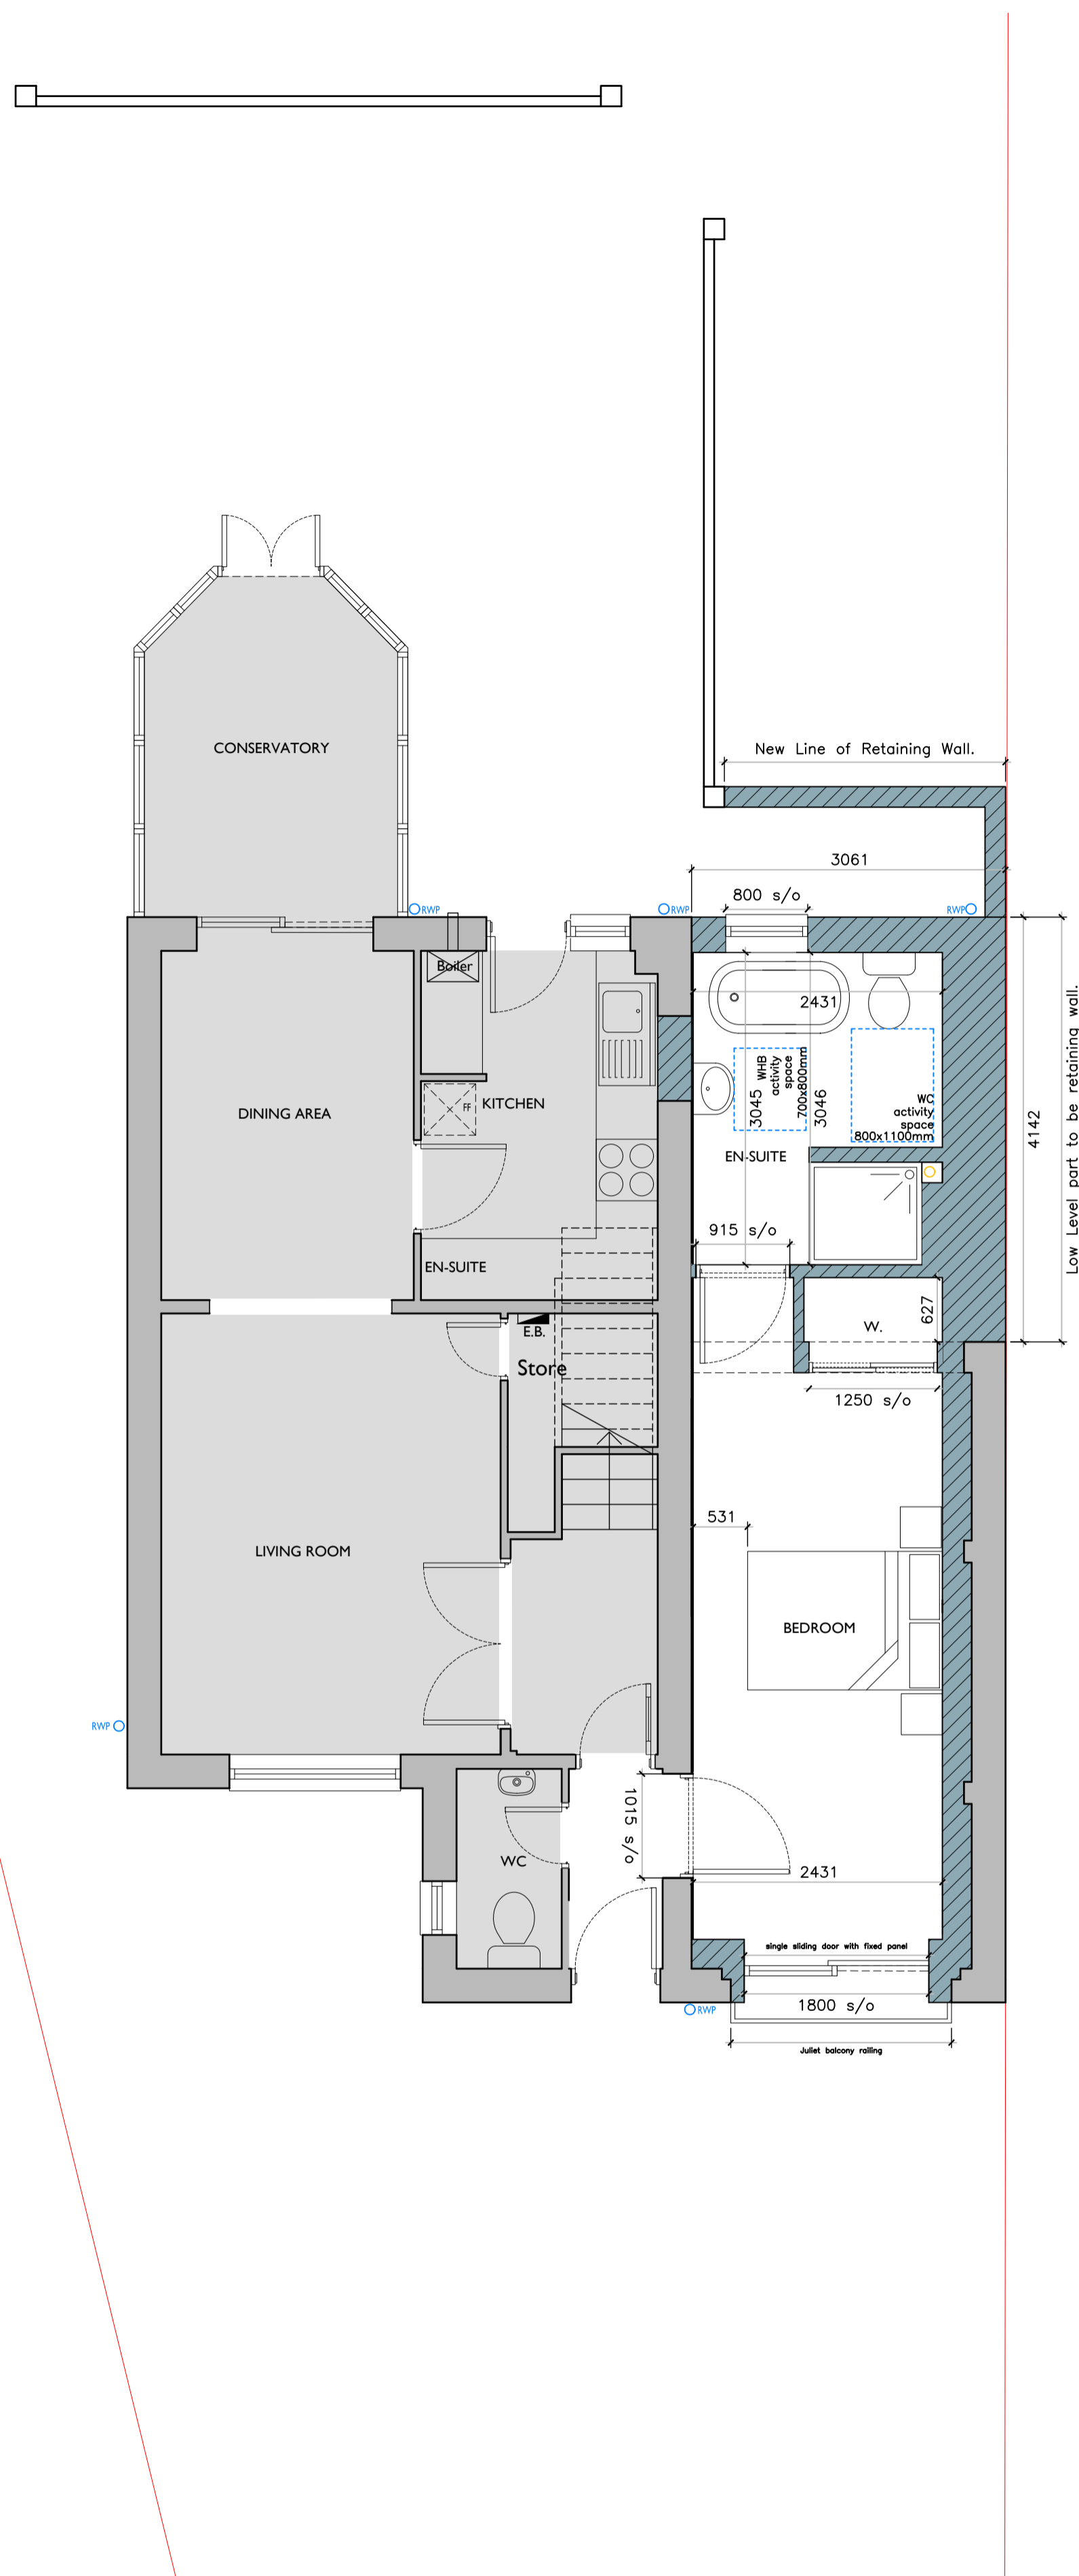 New Line of Retaining Wall.
CONSERVATORY
3061
800 s/o
RWP
RWP
RWP
Boiler
2431
WHB
activity
space
700x800mm
3045
3046
WC
activity
space
800x1100mm
FF
KITCHEN
DINING AREA
4142
Low Level part to be retaining wall.
EN-SUITE
915 s/o
EN-SUITE
E.B.
W.
627
Store
1250 s/o
531
LIVING ROOM
BEDROOM
RWP
1015 s/o
WC
2431
single sliding door with fixed panel
1800 s/o
RWP
Juliet balcony railing